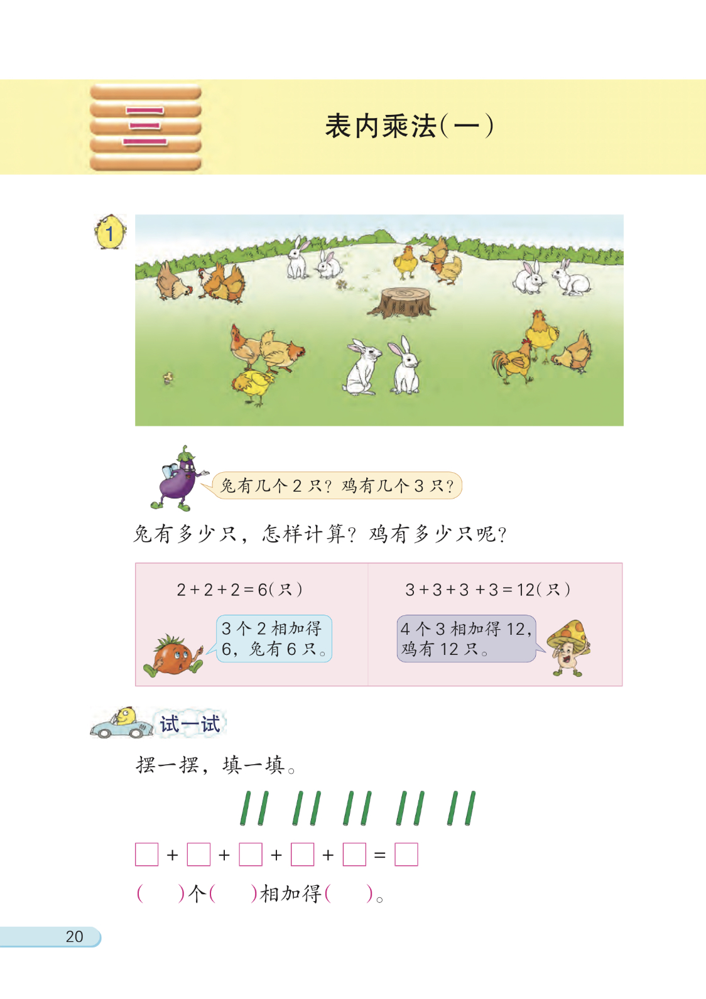 三
表内乘法(一)
1
兔有几个2只？鸡有几个3只？
兔有多少只，怎样计算？鸡有多少只呢？
2+2+2=6(只)
3个2相加得
6，兔有6只。
3+3+3+3=12(只)
4个3相加得12，
鸡有12只。
试一试
摆一摆，填一填。
□+□+□+□+□=□
(  )个(  )相加得(  )。
20